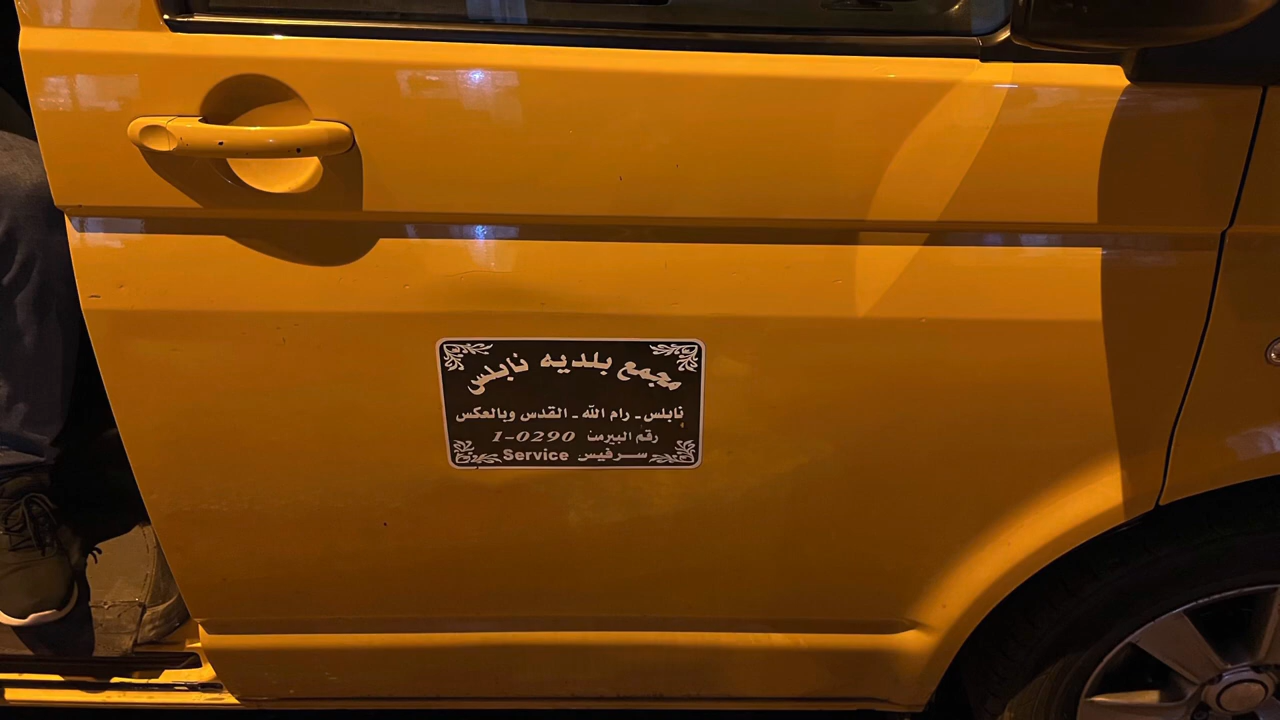 مجمع بلديه نابلس
نابلس - رام الله - القدس وبالعكس
رقم البيرمت 0290-1
سرفيس Service